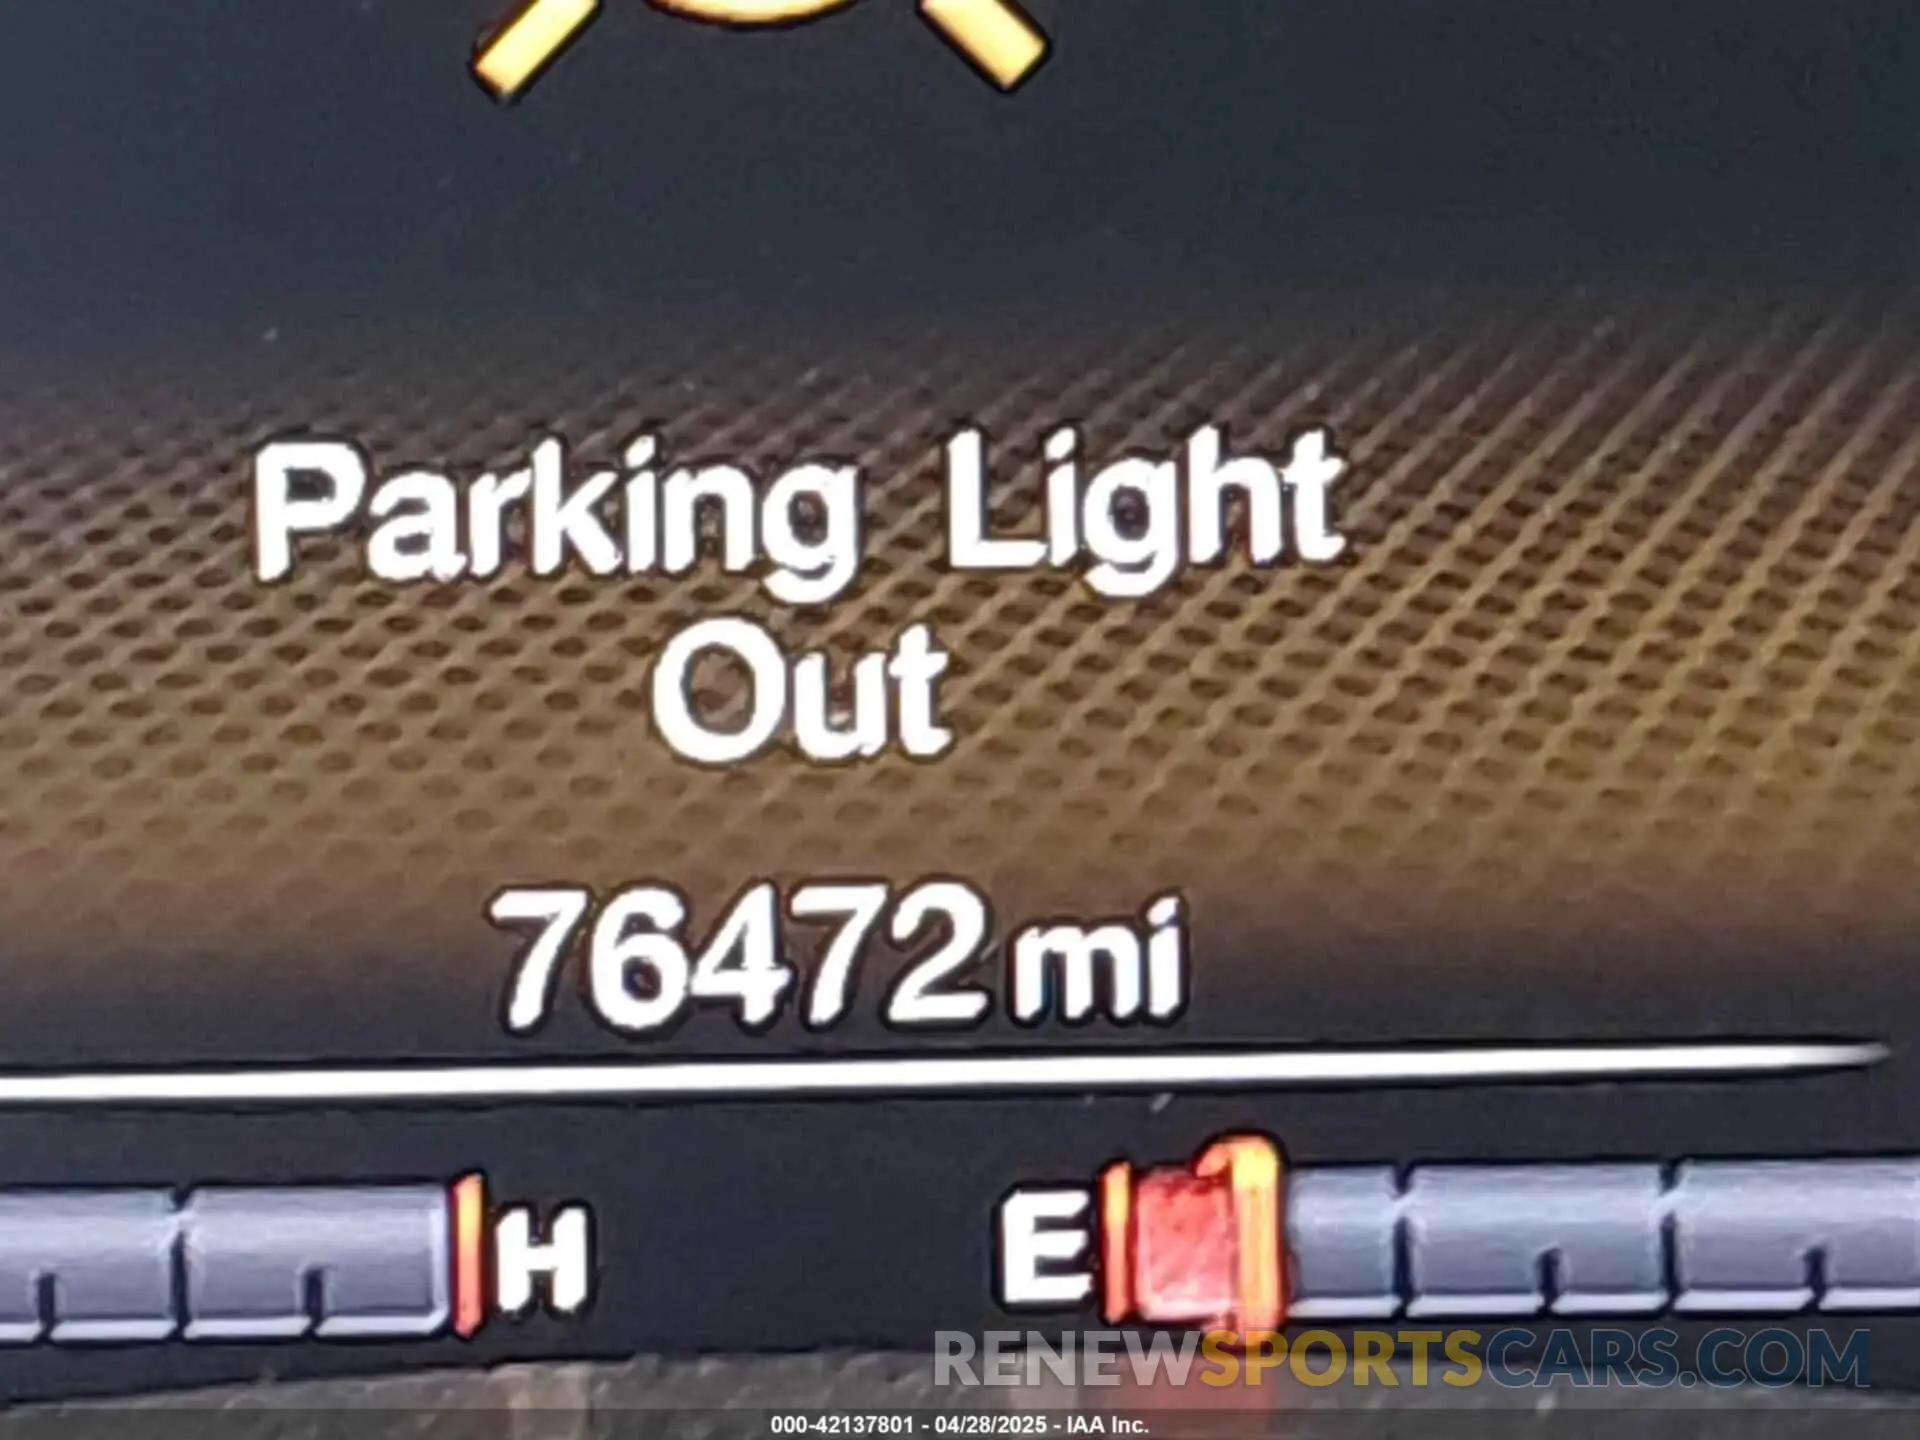 Parking Light
Out
76472 mi
H E
RENEWSPORTSCARS.COM
000-42137801 - 04/28/2025 - IAA Inc.